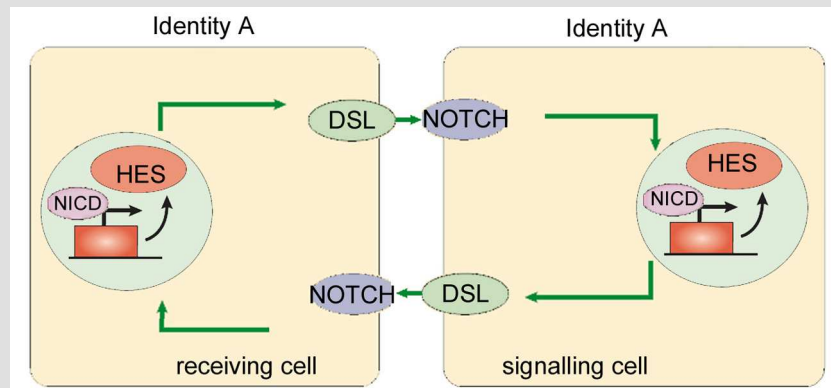 Identity A
Identity A
DSL
NOTCH
HES
NICD
HES
NICD
NOTCH
DSL
receiving cell
signalling cell